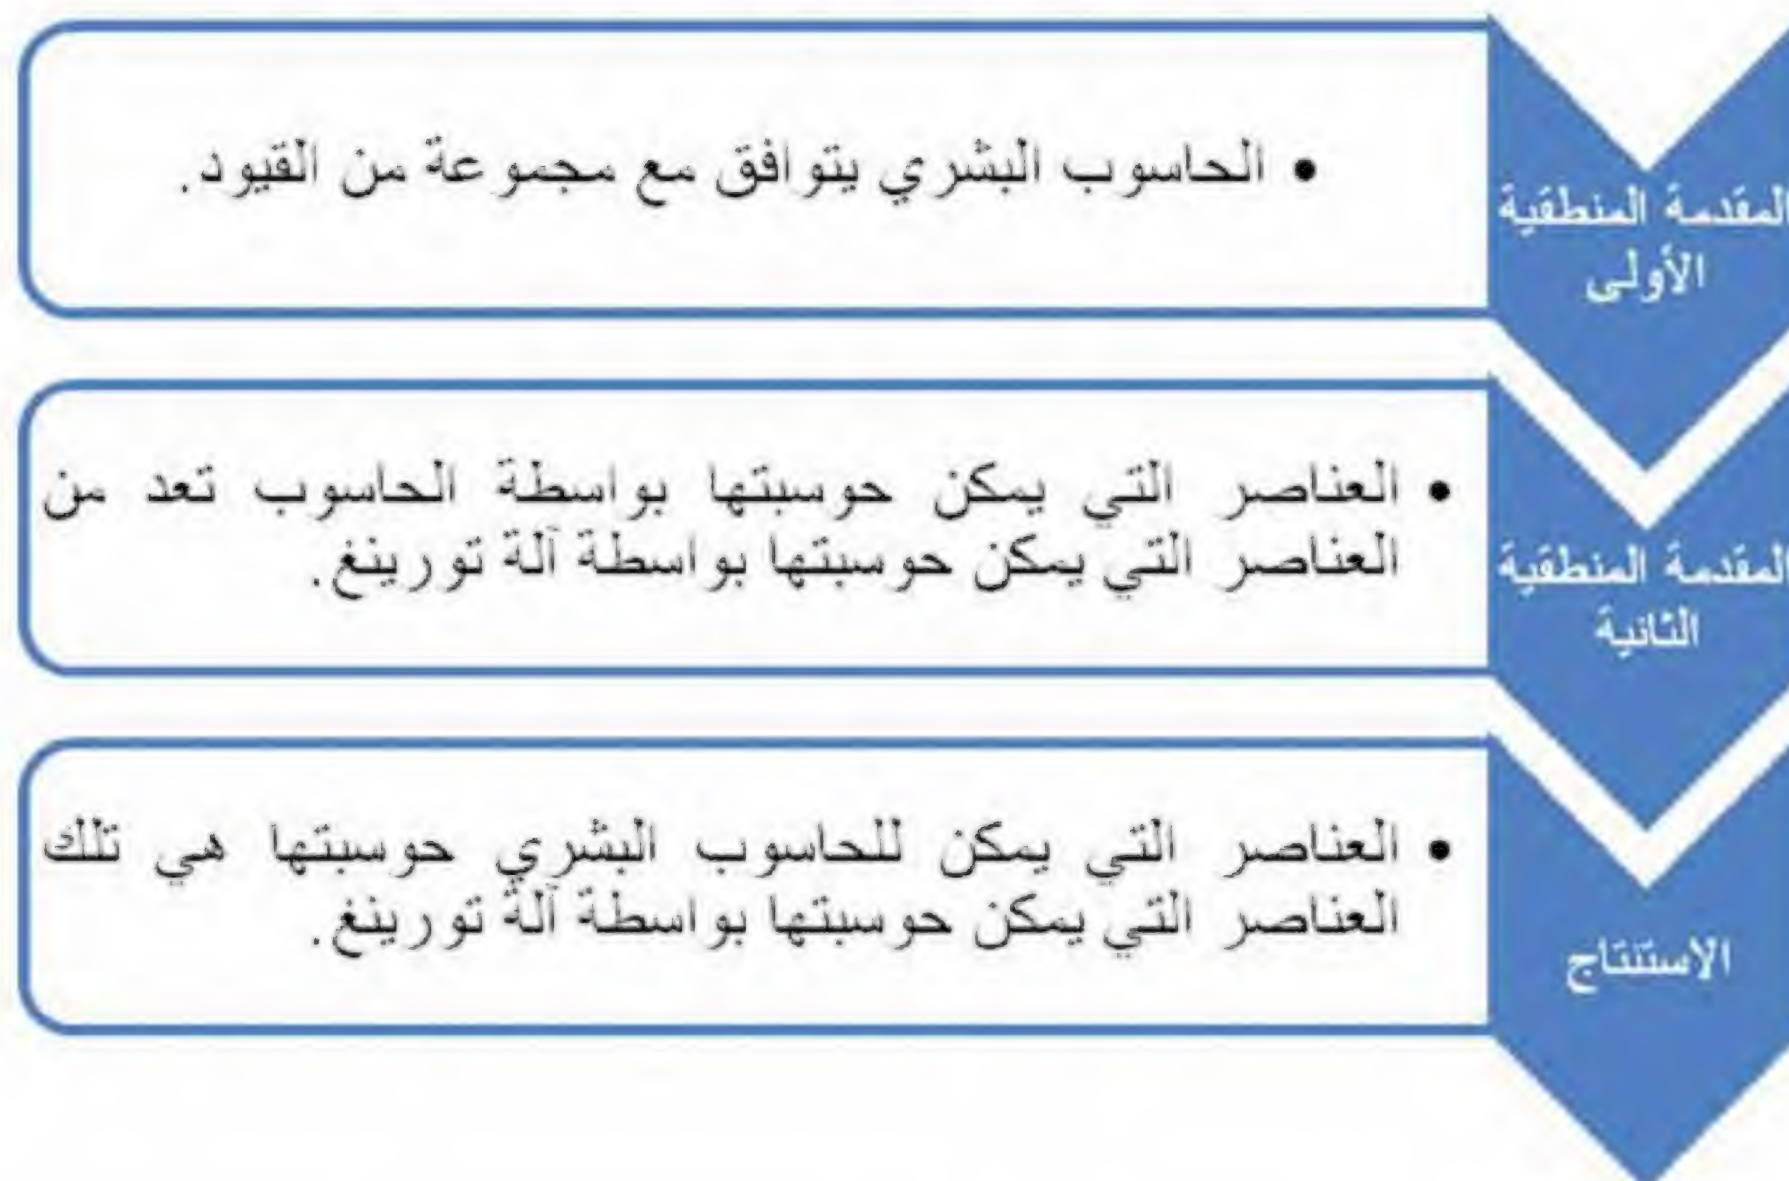 المقدمة المنطقية
الأولى
• الحاسوب البشري يتوافق مع مجموعة من القيود.
المقدمة المنطقية
الثانية
• العناصر التي يمكن حوسبتها بواسطة الحاسوب تعد من
العناصر التي يمكن حوسبتها بواسطة آلة تورينغ.
الاستنتاج
• العناصر التي يمكن للحاسوب البشري حوسبتها هي تلك
العناصر التي يمكن حوسبتها بواسطة آلة تورينغ.